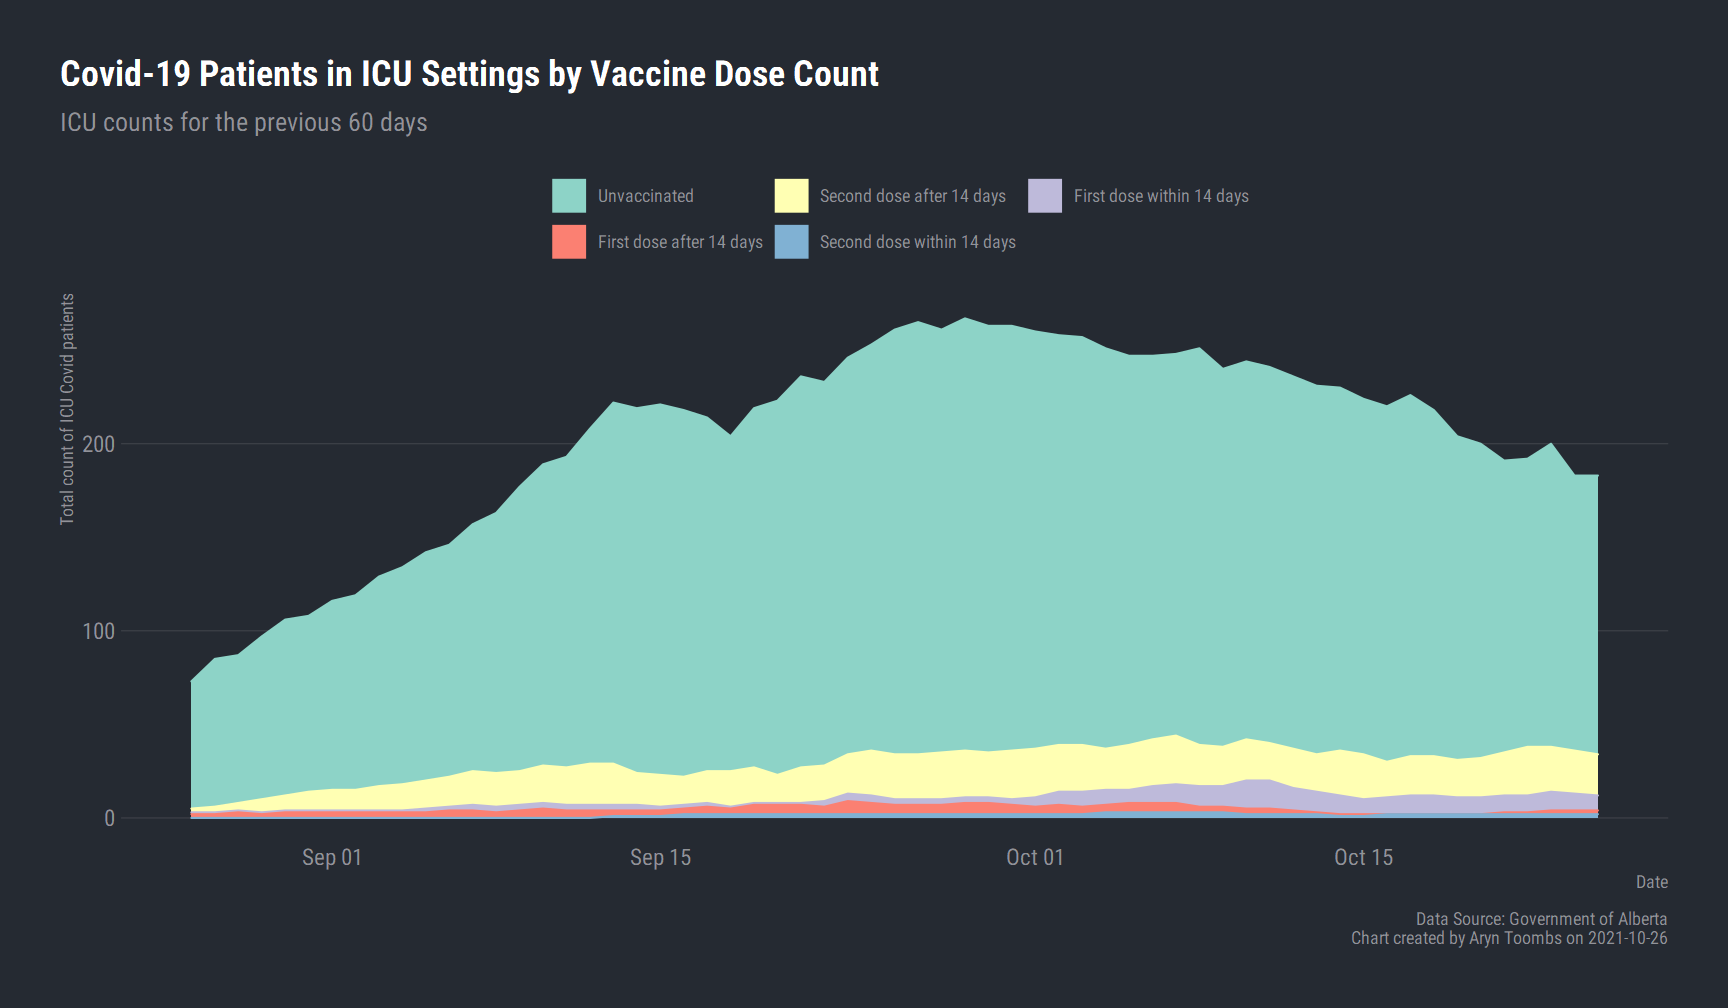 Covid-19 Patients in ICU Settings by Vaccine Dose Count
ICU counts for the previous 60 days
Unvaccinated
Second dose after 14 days
First dose within 14 days
First dose after 14 days
Second dose within 14 days
Total count of ICU Covid patients
200
100
0
Sep 01
Sep 15
Oct 01
Oct 15
Date
Data Source: Government of Alberta
Chart created by Aryn Toombs on 2021-10-26